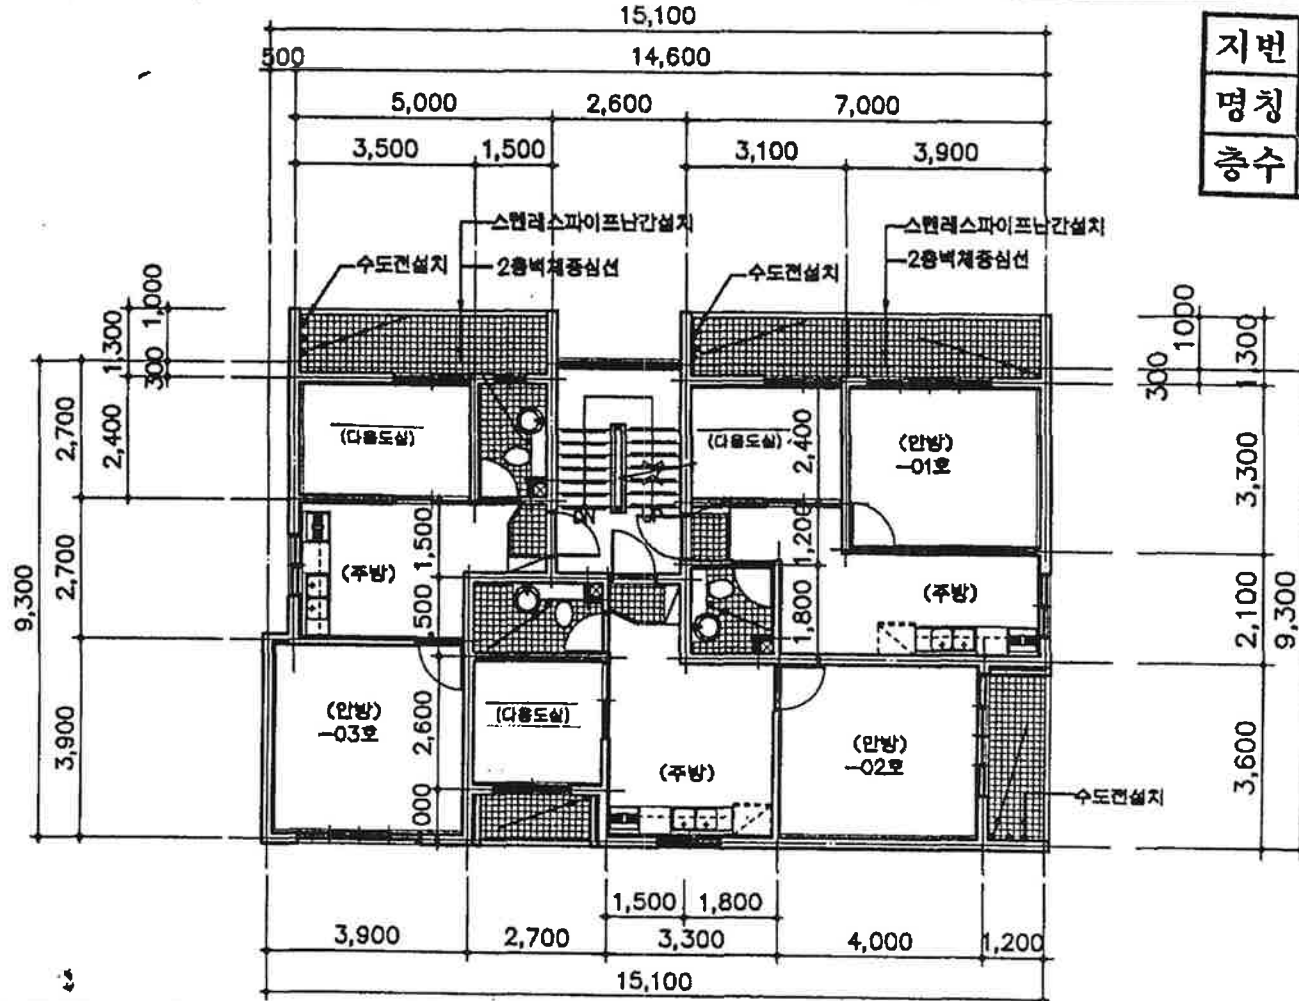 15,100
지번
500 14,600
명칭
5,000 2,600 7,000
3,500 1,500 3,100 3,900
층수
스텐레스파이프난간설치 스텐레스파이프난간설치
수도전설치 2층벽체중심선 수도전설치 2층벽체중심선
1,000 1000
1,300 300 300 1,300
2,700 2,400 (다용도실) (다용도실) 2,400 (안방) 3,300
-01호
DN UP
1,500 1,200
9,300 2,700 (주방) (주방) 2,100 9,300
500 1,800
(안방) 2,600 (다용도실)
-03호
3,900 (안방) 3,600
-02호
(주방)
수도전설치
000
1,500 1,800
3,900 2,700 3,300 4,000 1,200
15,100